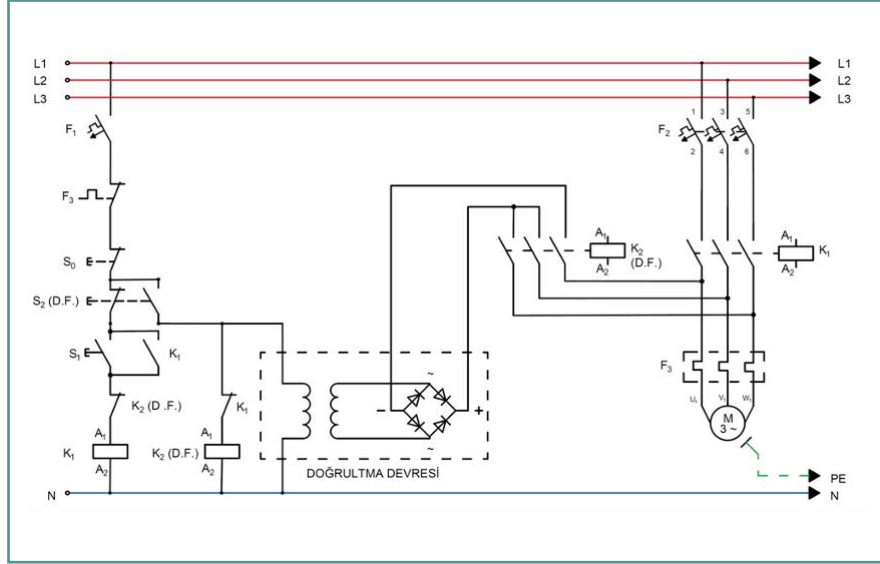 L1
L2
L3
L1
L2
L3
F₁
F₂
1
3
5
2
4
6
F₃
S₀
S₂ (D.F.)
A₁
K₂
(D.F.)
A₂
A₁
K₁
A₂
S₁
K₁
F₃
K₂ (D .F.)
K₁
A₁
K₁
A₂
A₁
K₂ (D.F.)
A₂
~
−
+
~
U₁
V₁
W₁
M
3 ~
DOĞRULTMA DEVRESİ
PE
N
N